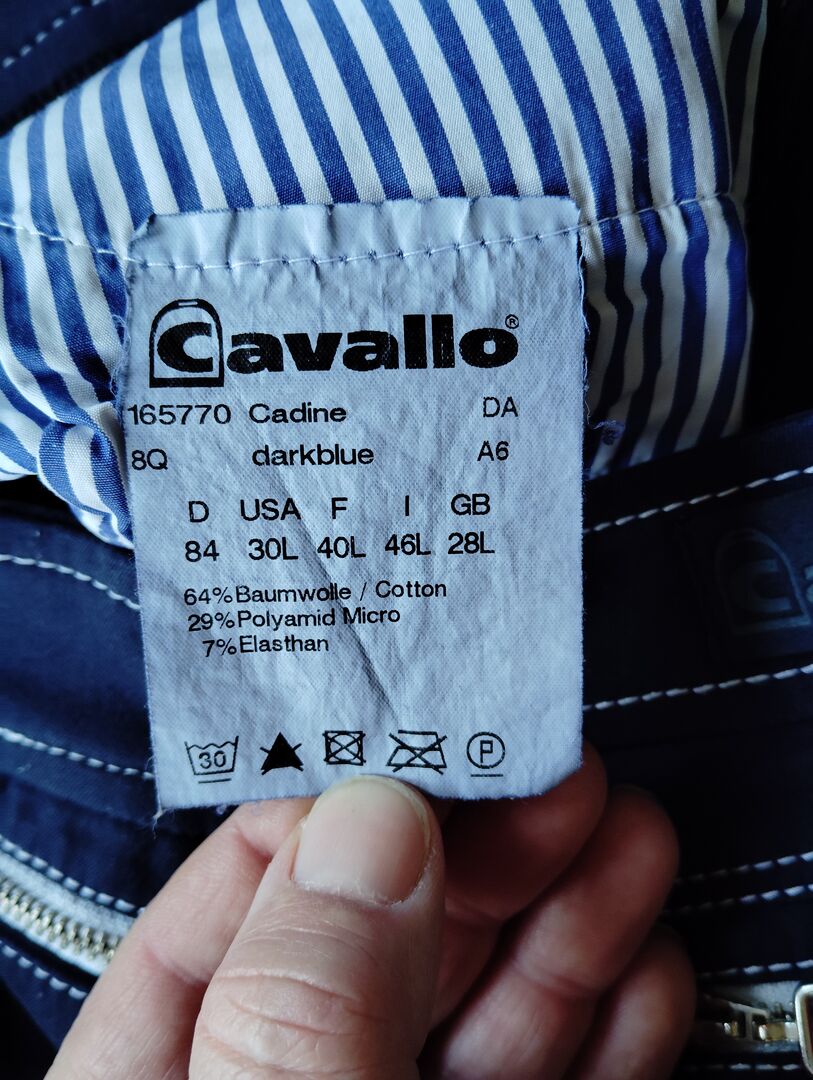 Cavallo®
165770 Cadine DA
8Q darkblue A6
D USA F I GB
84 30L 40L 46L 28L
64%Baumwolle / Cotton
29%Polyamid Micro
7%Elasthan
30 P